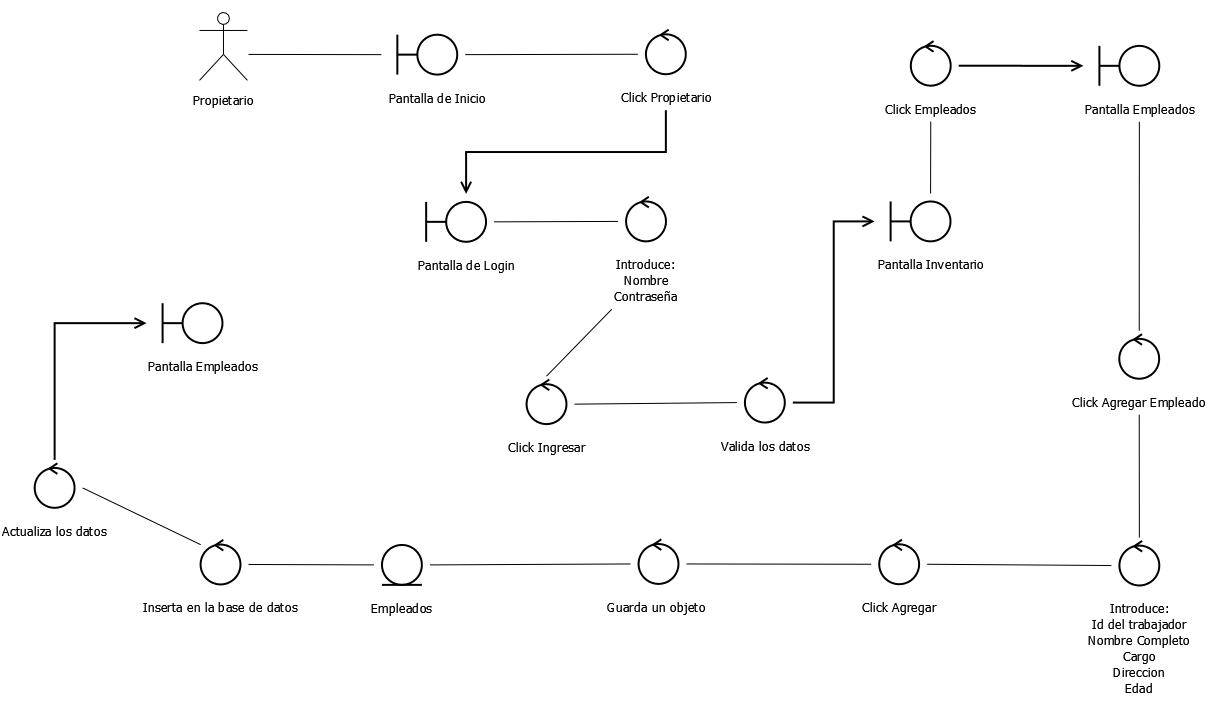 Propietario
Pantalla de Inicio
Click Propietario
Click Empleados
Pantalla Empleados
Pantalla de Login
Introduce:
Nombre
Contraseña
Pantalla Inventario
Pantalla Empleados
Click Ingresar
Valida los datos
Click Agregar Empleado
Actualiza los datos
Inserta en la base de datos
Empleados
Guarda un objeto
Click Agregar
Introduce:
Id del trabajador
Nombre Completo
Cargo
Direccion
Edad